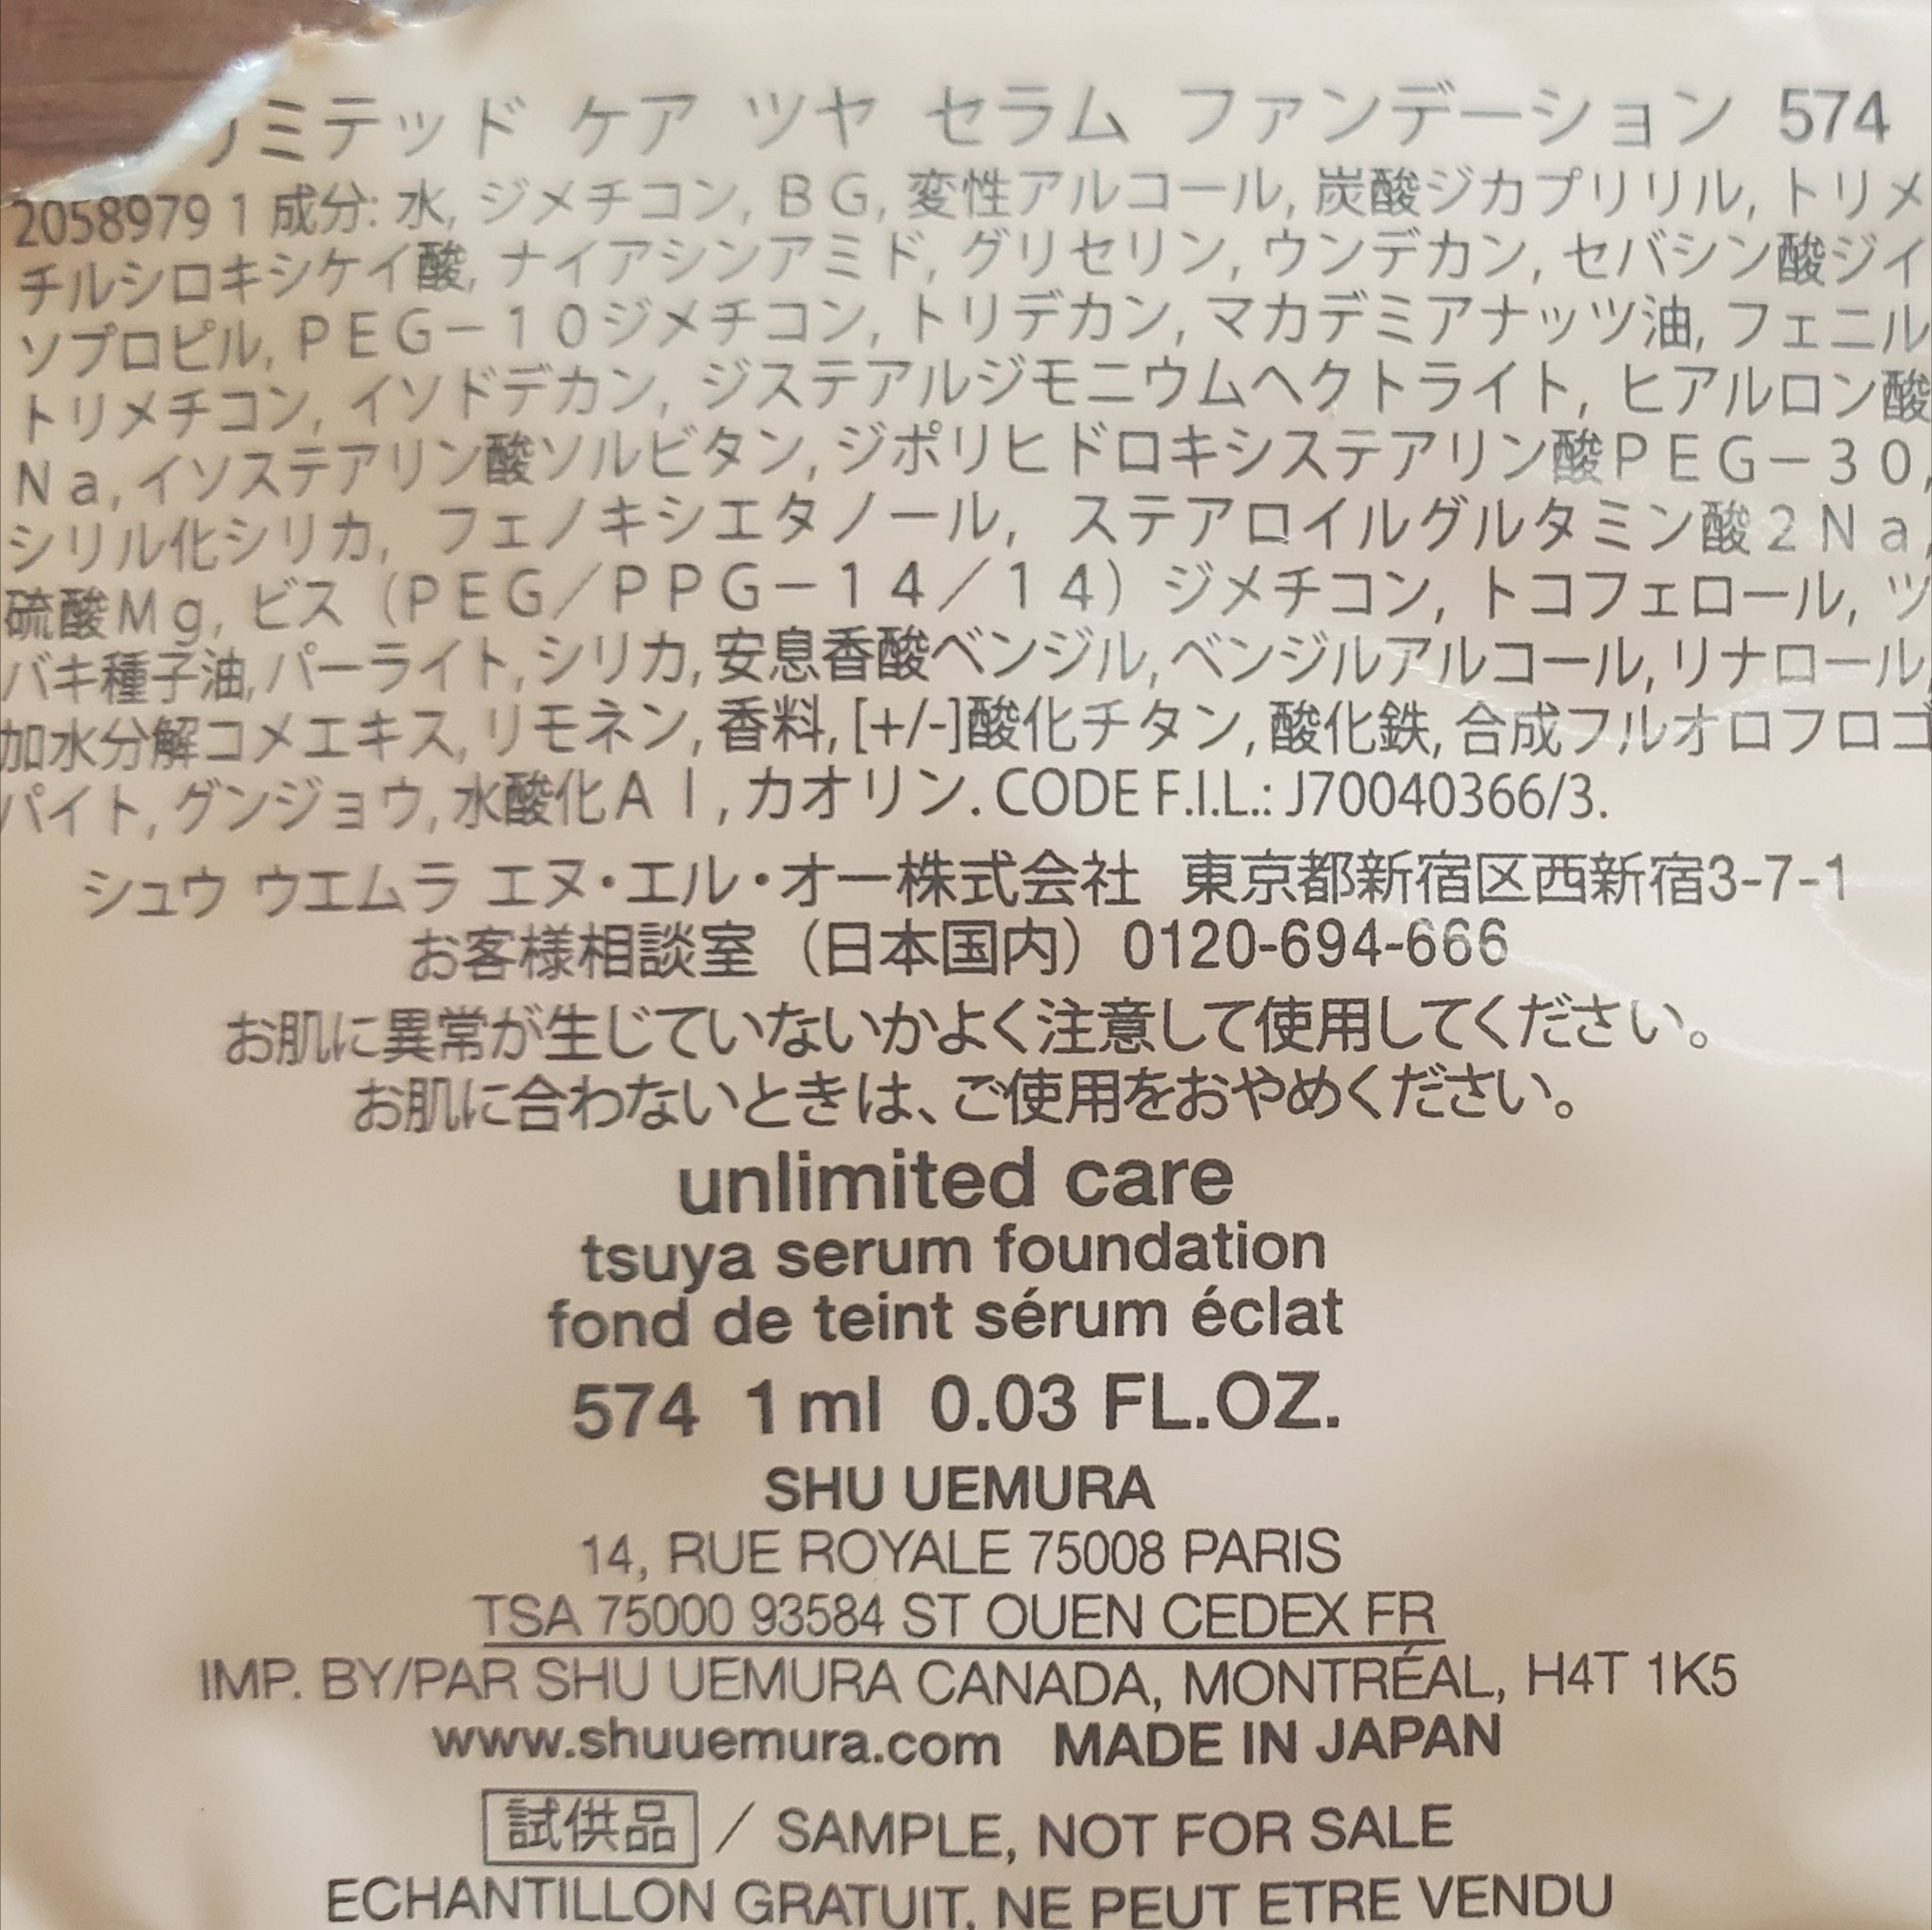 リミテッド ケア ツヤ セラム ファンデーション 574
2058979 1 成分: 水, ジメチコン, ＢＧ, 変性アルコール, 炭酸ジカプリリル, トリメ
チルシロキシケイ酸, ナイアシンアミド, グリセリン, ウンデカン, セバシン酸ジイ
ソプロピル, ＰＥＧ－１０ジメチコン, トリデカン, マカデミアナッツ油, フェニル
トリメチコン, イソドデカン, ジステアルジモニウムヘクトライト, ヒアルロン酸
Ｎａ, イソステアリン酸ソルビタン, ジポリヒドロキシステアリン酸ＰＥＧ－３０,
シリル化シリカ, フェノキシエタノール, ステアロイルグルタミン酸２Ｎａ,
硫酸Ｍｇ, ビス（ＰＥＧ／ＰＰＧ－１４／１４）ジメチコン, トコフェロール, ツ
バキ種子油, パーライト, シリカ, 安息香酸ベンジル, ベンジルアルコール, リナロール,
加水分解コメエキス, リモネン, 香料, [+/-]酸化チタン, 酸化鉄, 合成フルオロフロゴ
パイト, グンジョウ, 水酸化Ａｌ, カオリン. CODE F.I.L.: J70040366/3.
シュウ ウエムラ エヌ・エル・オー株式会社 東京都新宿区西新宿3-7-1
お客様相談室（日本国内）0120-694-666
お肌に異常が生じていないかよく注意して使用してください。
お肌に合わないときは、ご使用をおやめください。
unlimited care
tsuya serum foundation
fond de teint sérum éclat
574 1 ml 0.03 FL.OZ.
SHU UEMURA
14, RUE ROYALE 75008 PARIS
TSA 75000 93584 ST OUEN CEDEX FR
IMP. BY/PAR SHU UEMURA CANADA, MONTRÉAL, H4T 1K5
www.shuuemura.com MADE IN JAPAN
試供品 / SAMPLE, NOT FOR SALE
ECHANTILLON GRATUIT, NE PEUT ETRE VENDU